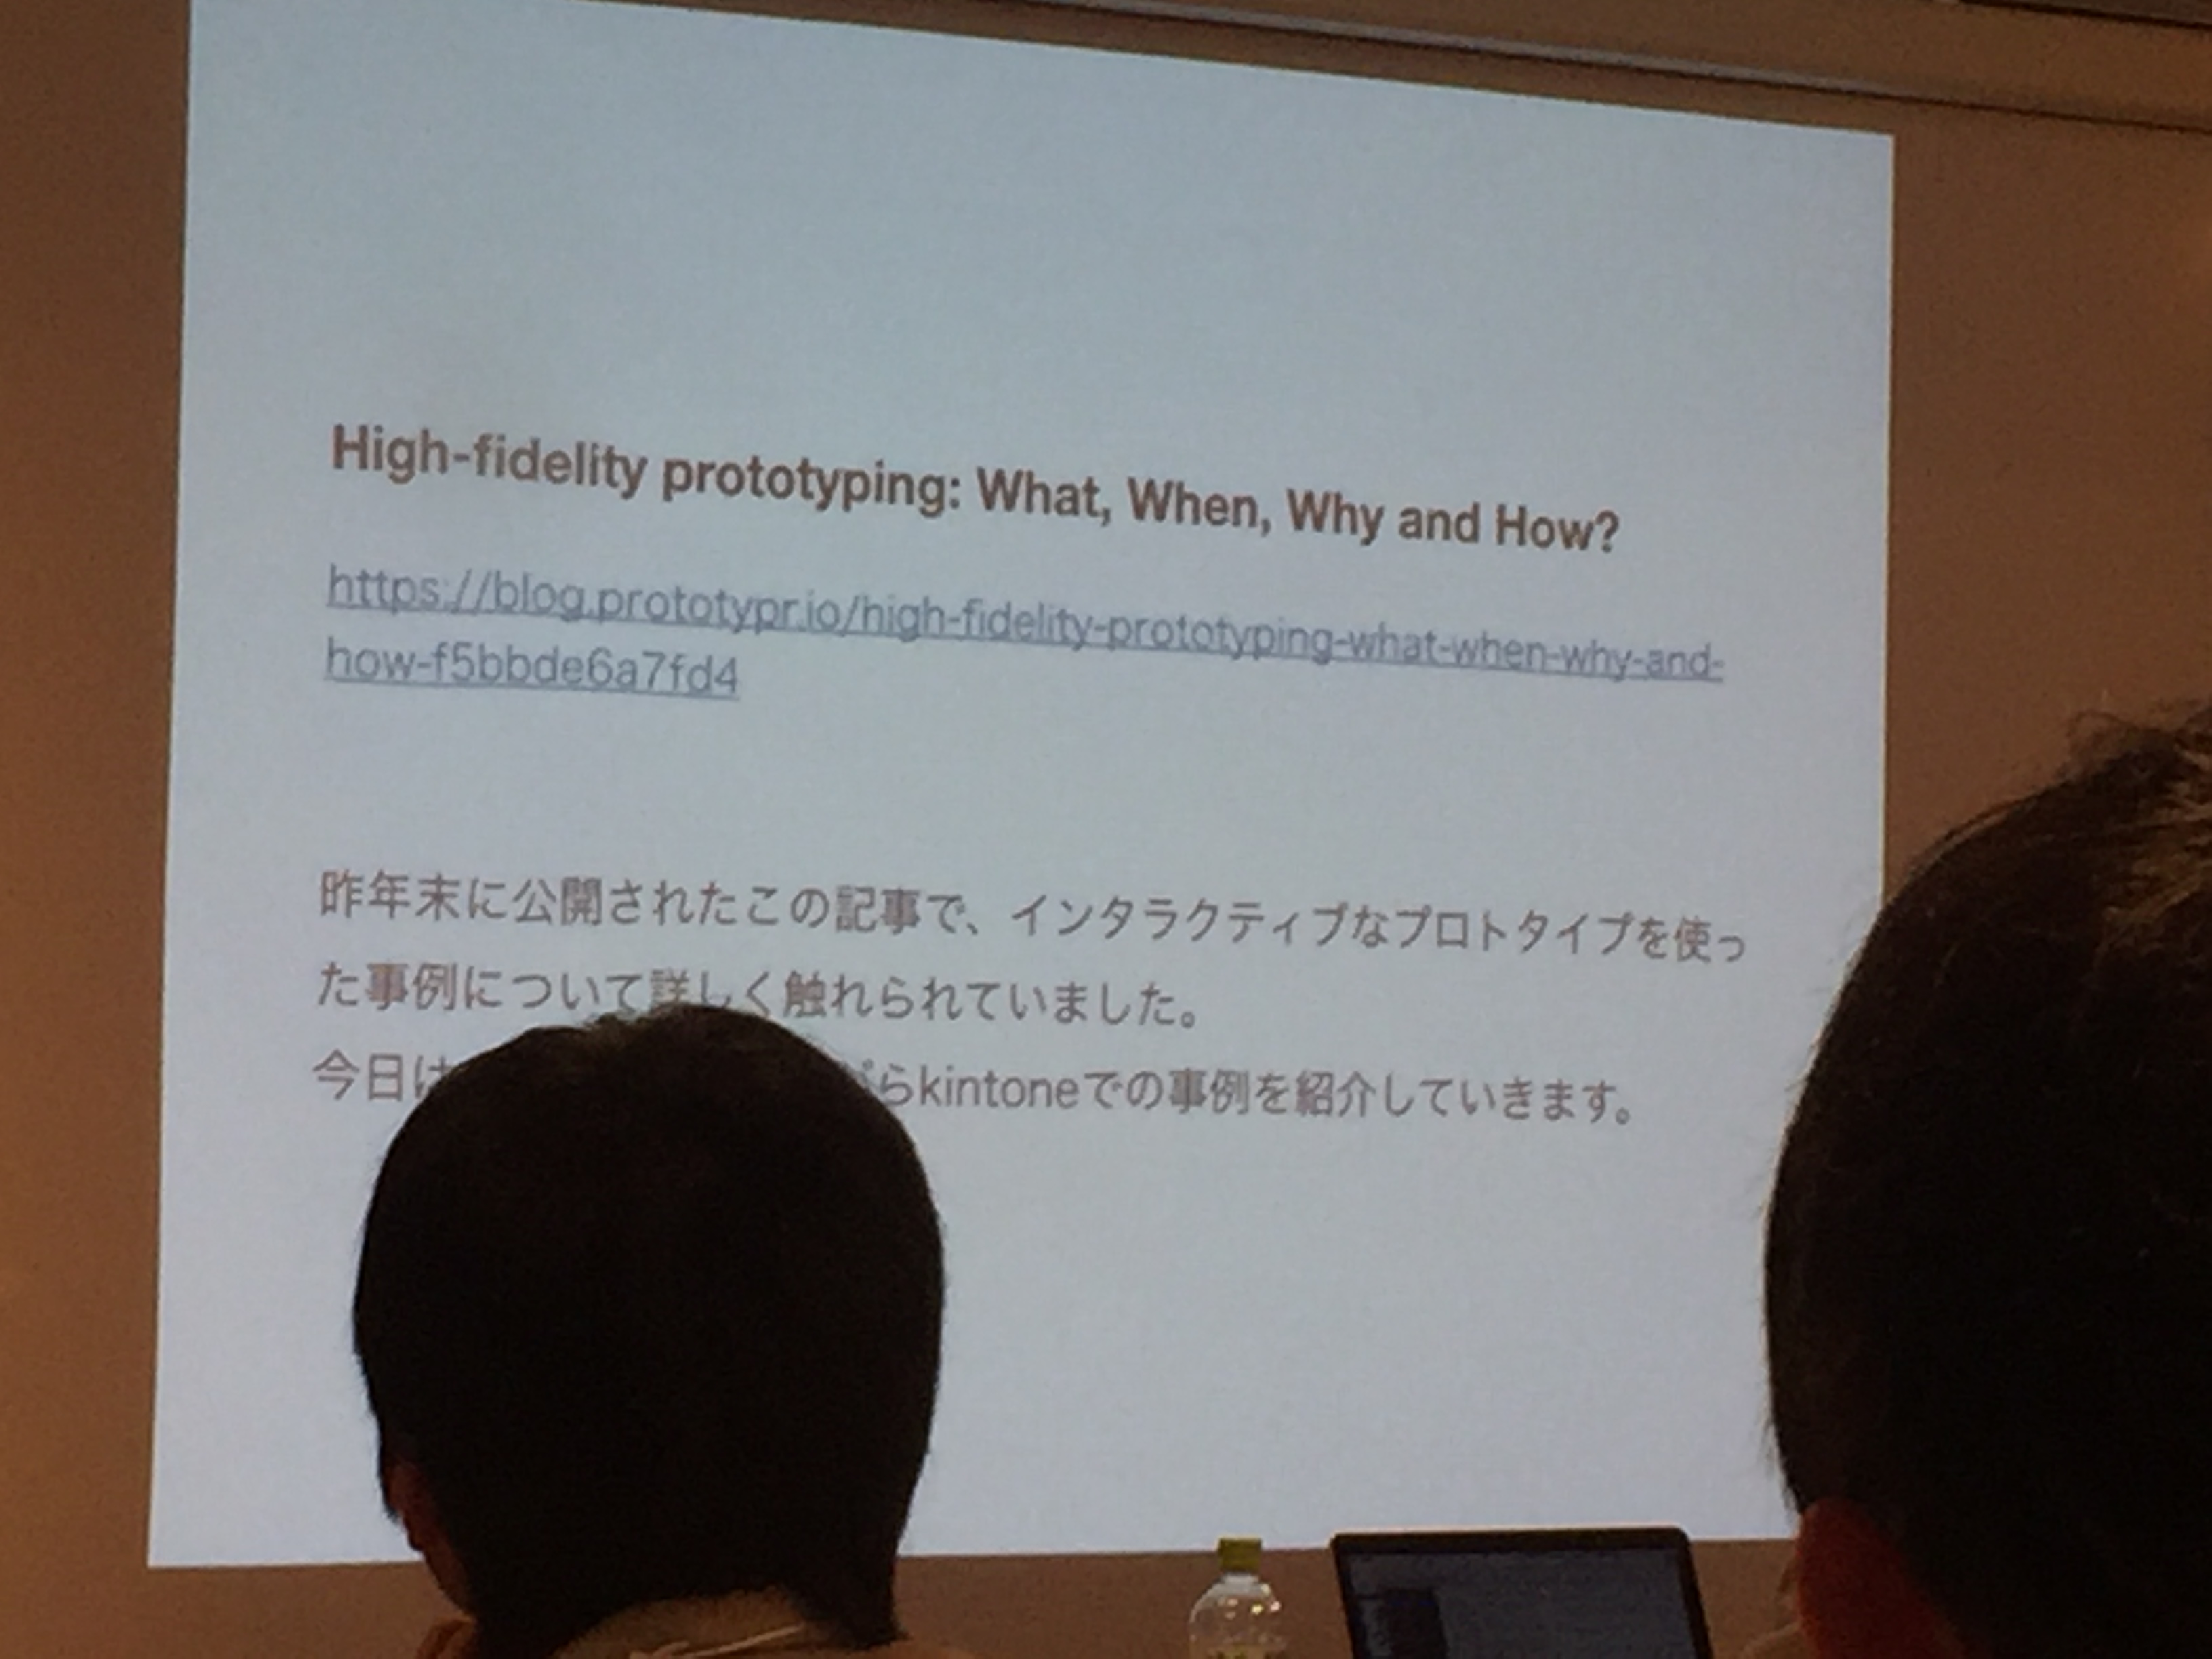 High-fidelity prototyping: What, When, Why and How?
https://blog.prototypr.io/high-fidelity-prototyping-what-when-why-and-
how-f5bbde6a7fd4
昨年末に公開されたこの記事で、インタラクティブなプロトタイプを使っ
た事例について詳しく触れられていました。
今日は らkintoneでの事例を紹介していきます。